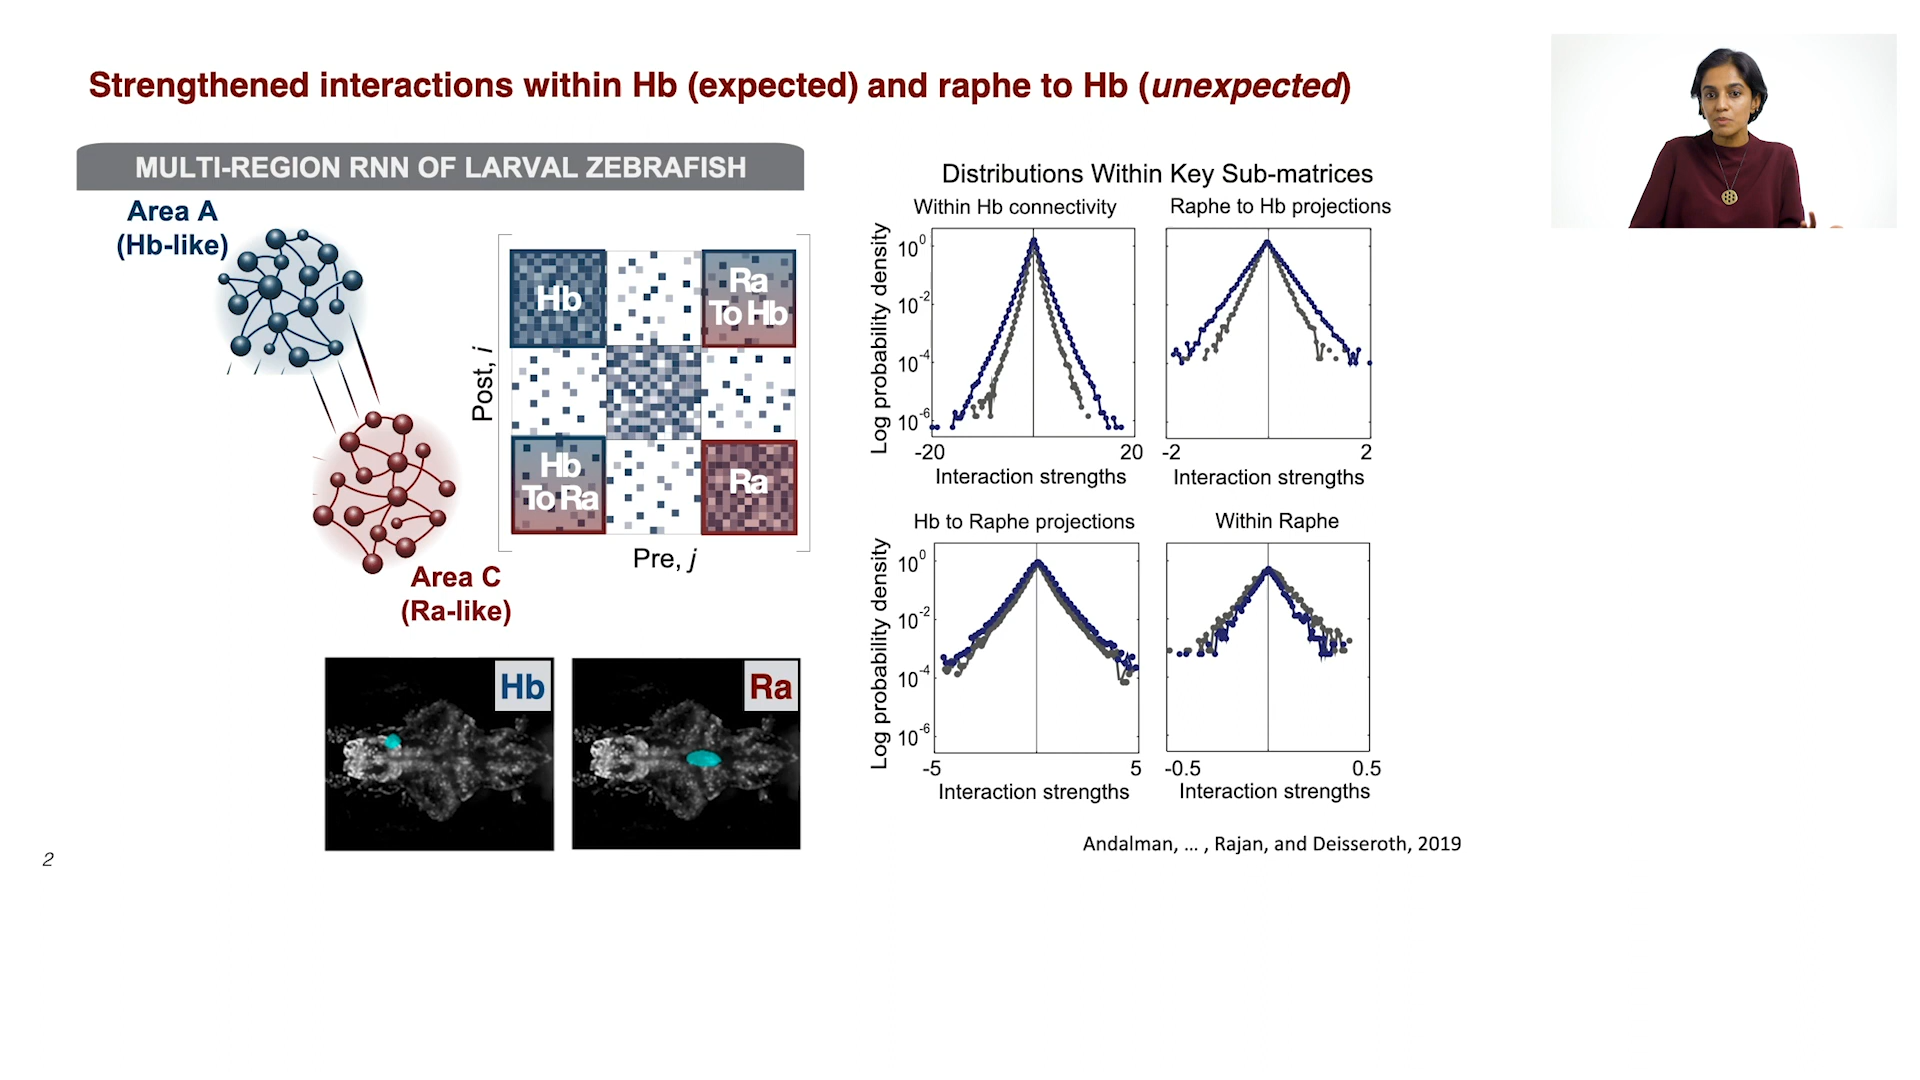 Strengthened interactions within Hb (expected) and raphe to Hb (unexpected)
MULTI-REGION RNN OF LARVAL ZEBRAFISH
Area A
(Hb-like)
Area C
(Ra-like)
Post, i
Hb
Ra
To Hb
Hb
To Ra
Ra
Pre, j
Hb
Ra
Distributions Within Key Sub-matrices
Within Hb connectivity
Log probability density
10^0
10^-2
10^-4
10^-6
-20
20
Interaction strengths
Raphe to Hb projections
-2
2
Interaction strengths
Hb to Raphe projections
Log probability density
10^0
10^-2
10^-4
10^-6
-5
5
Interaction strengths
Within Raphe
-0.5
0.5
Interaction strengths
Andalman, ... , Rajan, and Deisseroth, 2019
2